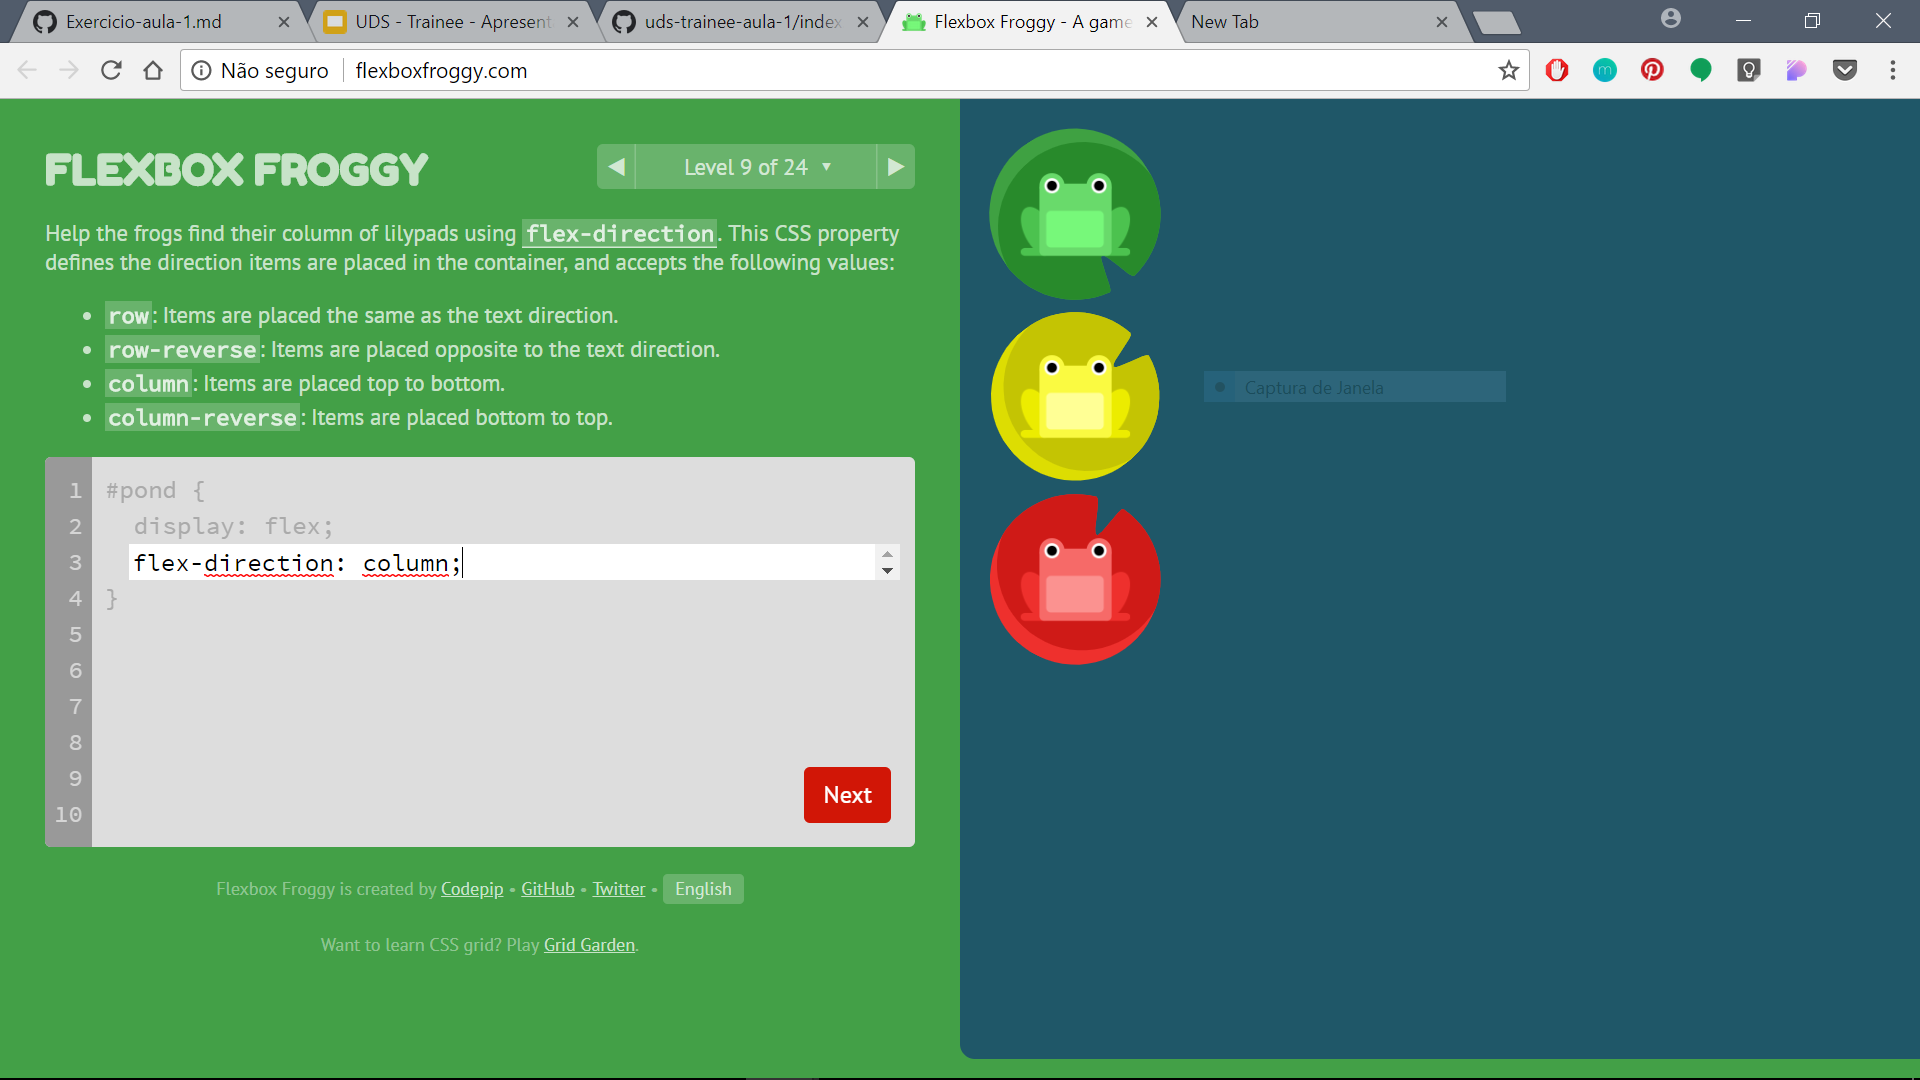 Exercicio-aula-1.md
UDS - Trainee - Apresent
uds-trainee-aula-1/index
Flexbox Froggy - A game
New Tab
Não seguro
flexboxfroggy.com
m
FLEXBOX FROGGY
Level 9 of 24 ▼
Help the frogs find their column of lilypads using flex-direction. This CSS property
defines the direction items are placed in the container, and accepts the following values:
• row: Items are placed the same as the text direction.
• row-reverse: Items are placed opposite to the text direction.
• column: Items are placed top to bottom.
• column-reverse: Items are placed bottom to top.
1 #pond {
2 display: flex;
3 flex-direction: column;
4 }
5
6
7
8
9
10
Next
Flexbox Froggy is created by Codepip • GitHub • Twitter • English
Want to learn CSS grid? Play Grid Garden.
Captura de Janela